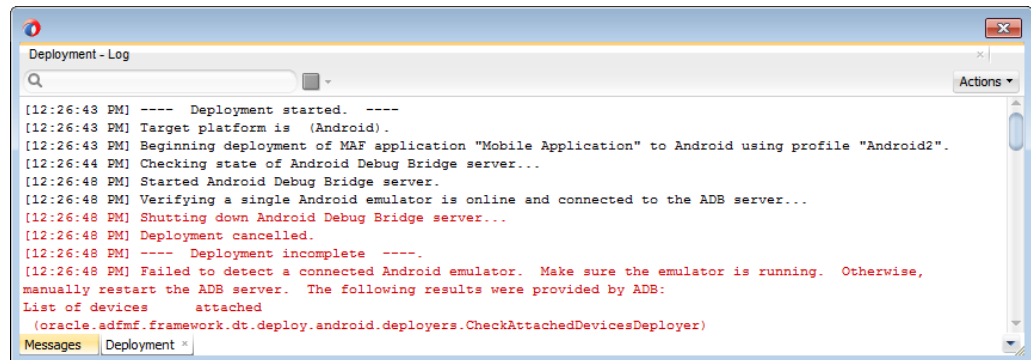 Deployment - Log
Actions
[12:26:43 PM] ----  Deployment started.  ----
[12:26:43 PM] Target platform is  (Android).
[12:26:43 PM] Beginning deployment of MAF application "Mobile Application" to Android using profile "Android2".
[12:26:44 PM] Checking state of Android Debug Bridge server...
[12:26:48 PM] Started Android Debug Bridge server.
[12:26:48 PM] Verifying a single Android emulator is online and connected to the ADB server...
[12:26:48 PM] Shutting down Android Debug Bridge server...
[12:26:48 PM] Deployment cancelled.
[12:26:48 PM] ----  Deployment incomplete  ----.
[12:26:48 PM] Failed to detect a connected Android emulator.  Make sure the emulator is running.  Otherwise,
manually restart the ADB server.  The following results were provided by ADB:
List of devices      attached
(oracle.adfmf.framework.dt.deploy.android.deployers.CheckAttachedDevicesDeployer)
Messages Deployment